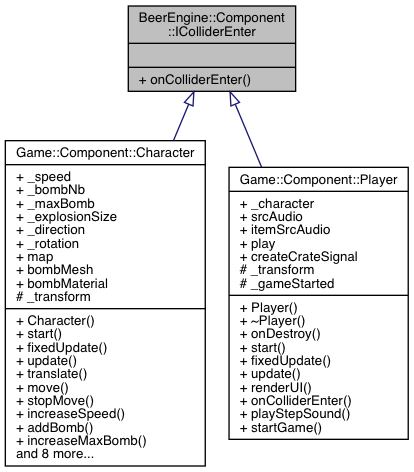 BeerEngine::Component
::IColliderEnter
+ onColliderEnter()
Game::Component::Character
+ _speed
+ _bombNb
+ _maxBomb
+ _explosionSize
+ _direction
+ _rotation
+ map
+ bombMesh
+ bombMaterial
# _transform
+ Character()
+ start()
+ fixedUpdate()
+ update()
+ translate()
+ move()
+ stopMove()
+ increaseSpeed()
+ addBomb()
+ increaseMaxBomb()
and 8 more...
Game::Component::Player
+ _character
+ srcAudio
+ itemSrcAudio
+ play
+ createCrateSignal
# _transform
# _gameStarted
+ Player()
+ ~Player()
+ onDestroy()
+ start()
+ fixedUpdate()
+ update()
+ renderUI()
+ onColliderEnter()
+ playStepSound()
+ startGame()